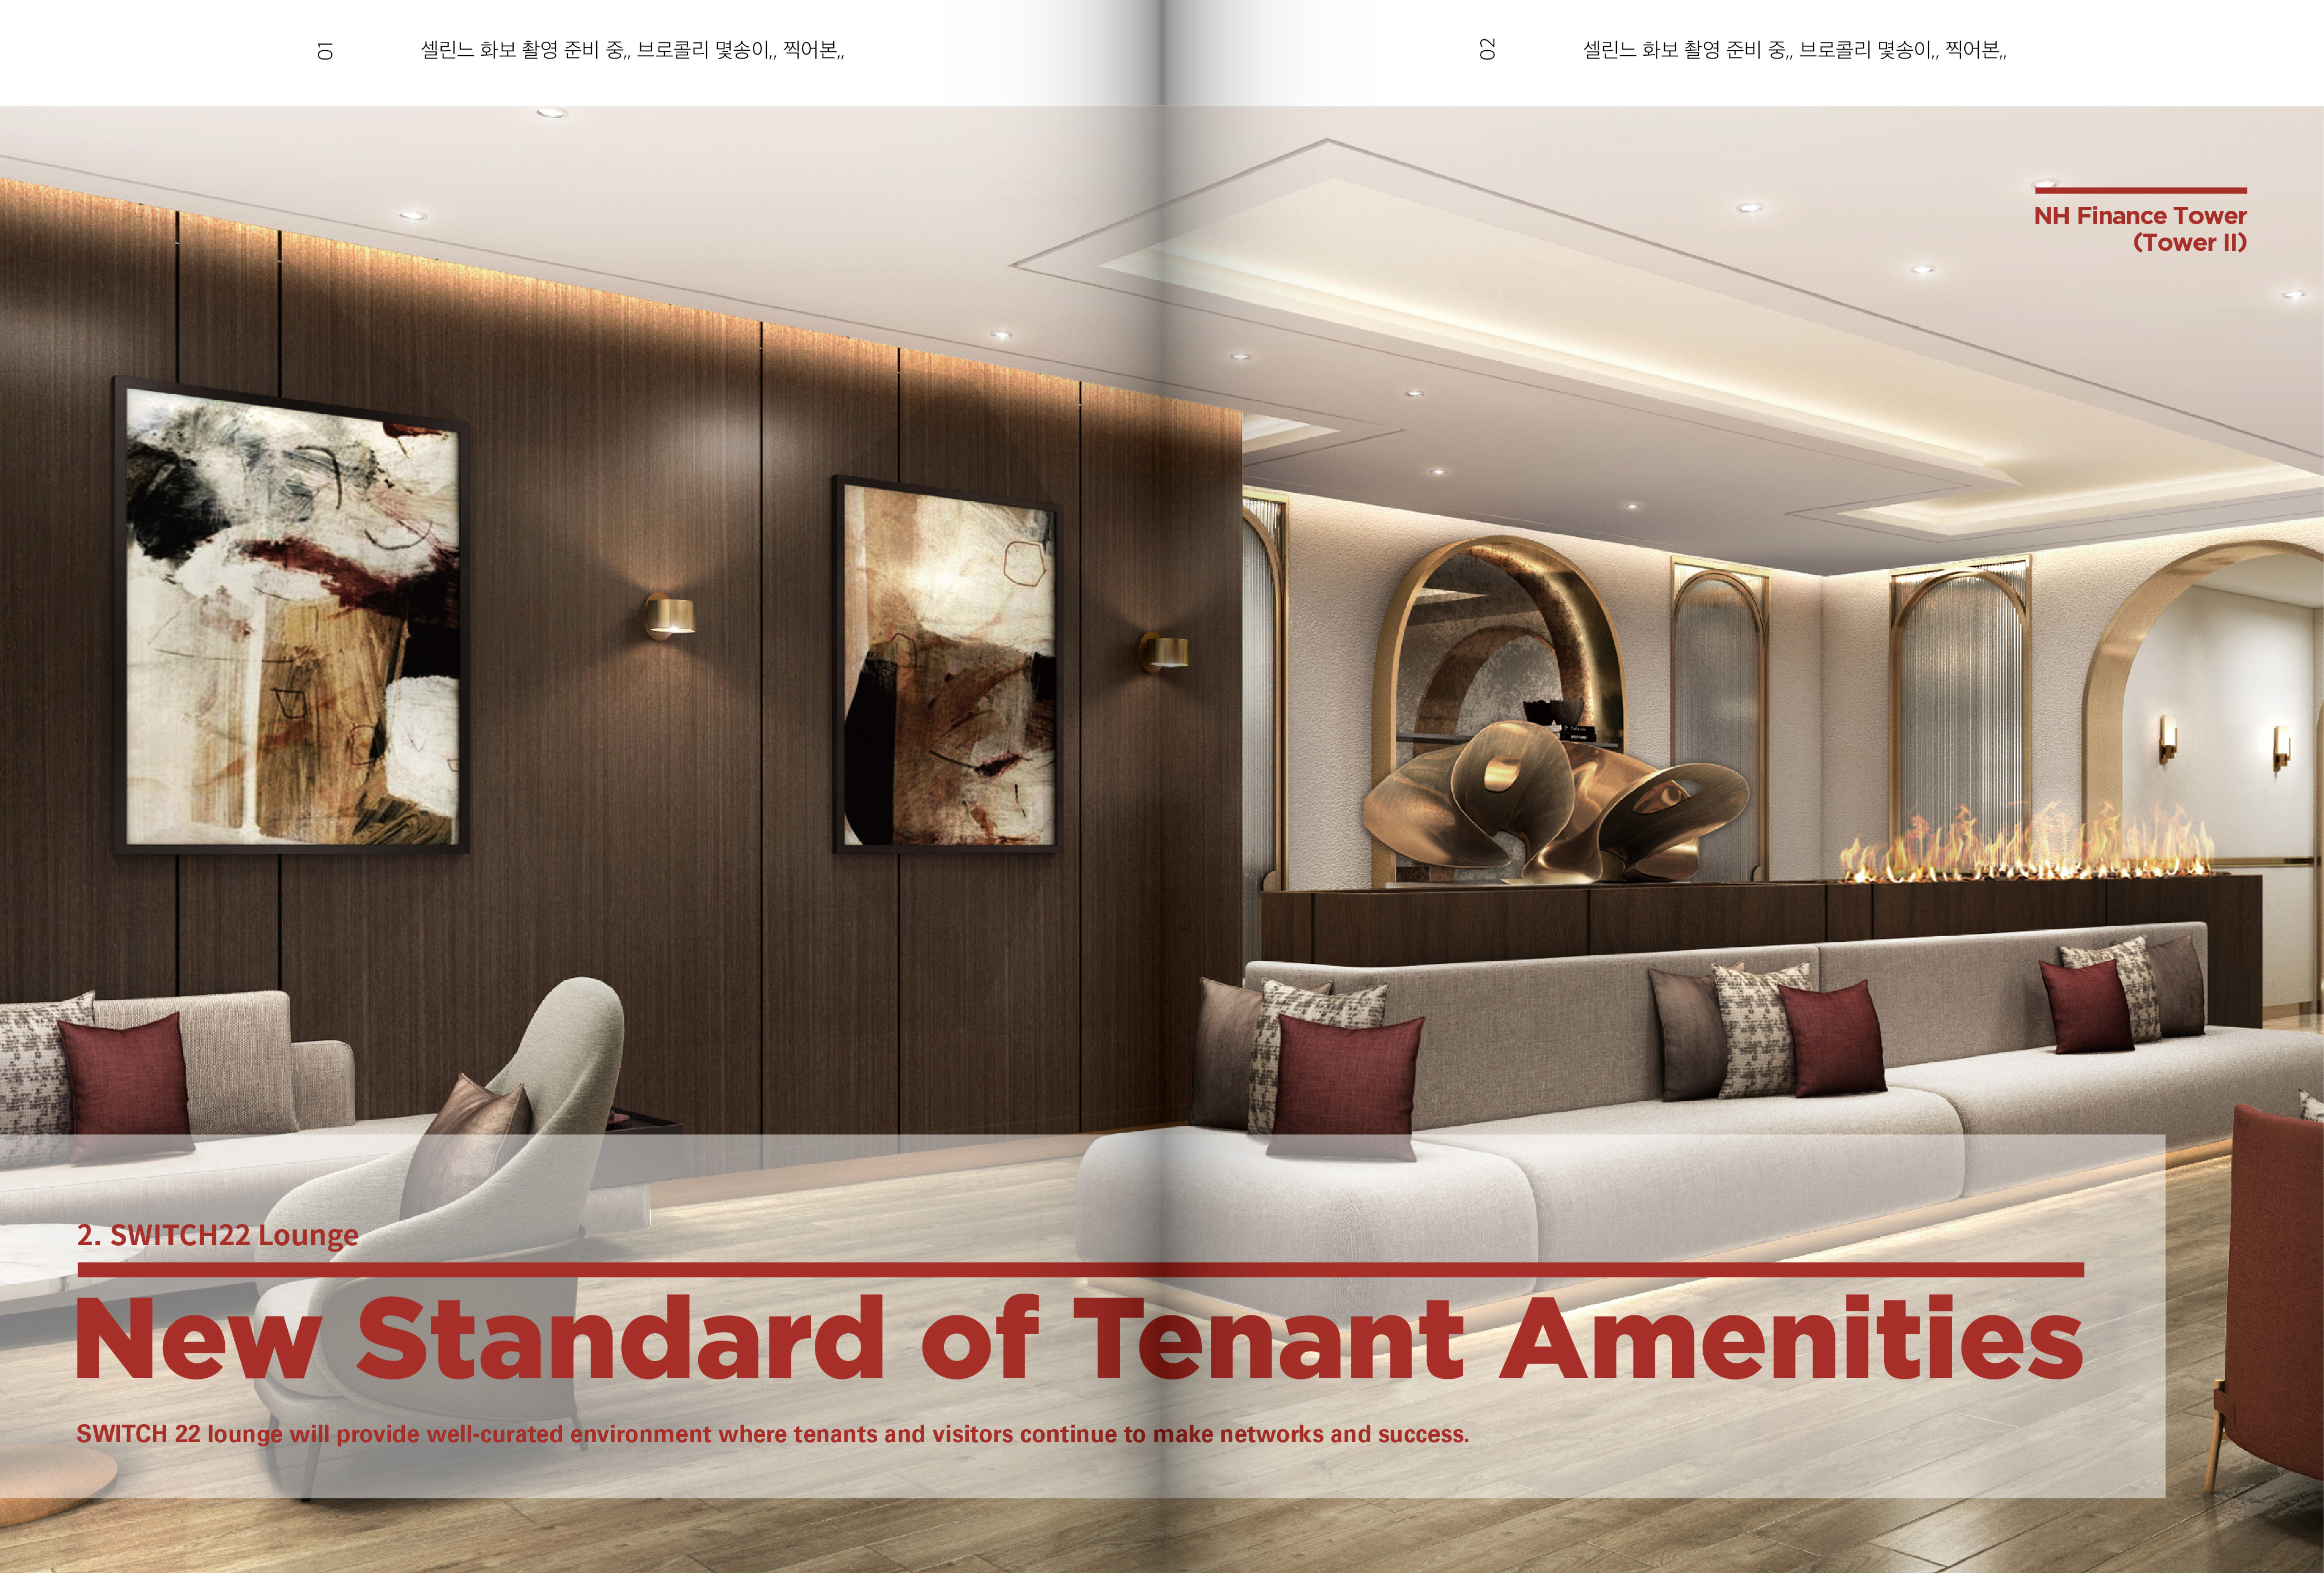 01
셀린느 화보 촬영 준비 중,, 브로콜리 몇송이,, 찍어본,,
02
셀린느 화보 촬영 준비 중,, 브로콜리 몇송이,, 찍어본,,
NH Finance Tower
(Tower II)
2. SWITCH22 Lounge
New Standard of Tenant Amenities
SWITCH 22 lounge will provide well-curated environment where tenants and visitors continue to make networks and success.